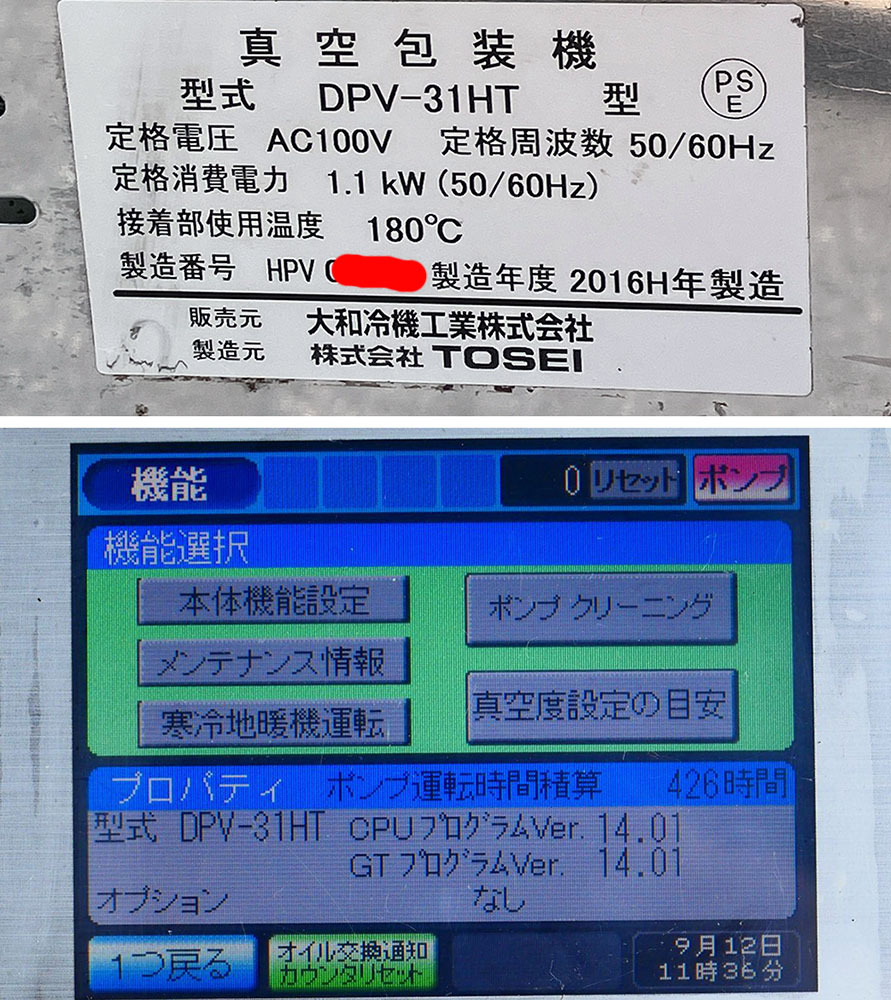 真空包装機
型式 DPV-31HT 型
PS
E
定格電圧 AC100V 定格周波数 50/60Hz
定格消費電力 1.1 kW (50/60Hz)
接着部使用温度 180℃
製造番号 HPV 製造年度 2016H年製造
販売元 大和冷機工業株式会社
製造元 株式会社 TOSEI
機能 0 リセット ポンプ
機能選択
本体機能設定 ポンプ クリーニング
メンテナンス情報
真空度設定の目安
寒冷地暖機運転
プロパティ ポンプ運転時間積算 426時間
型式 DPV-31HT CPUプログラムVer. 14.01
GT プログラムVer. 14.01
オプション なし
1つ戻る オイル交換通知 カウンタリセット 9月12日
11時36分